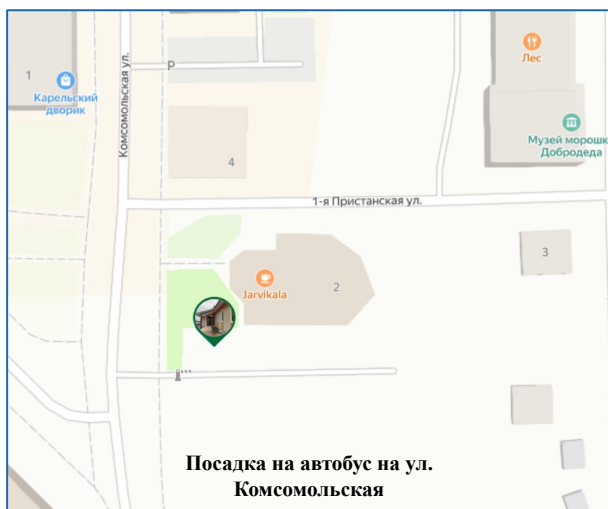 1
Карельский
дворик
Комсомольская ул.
P
4
Лес
Музей морошк
Добродеда
1-я Пристанская ул.
3
Jarvikala
2
Посадка на автобус на ул.
Комсомольская